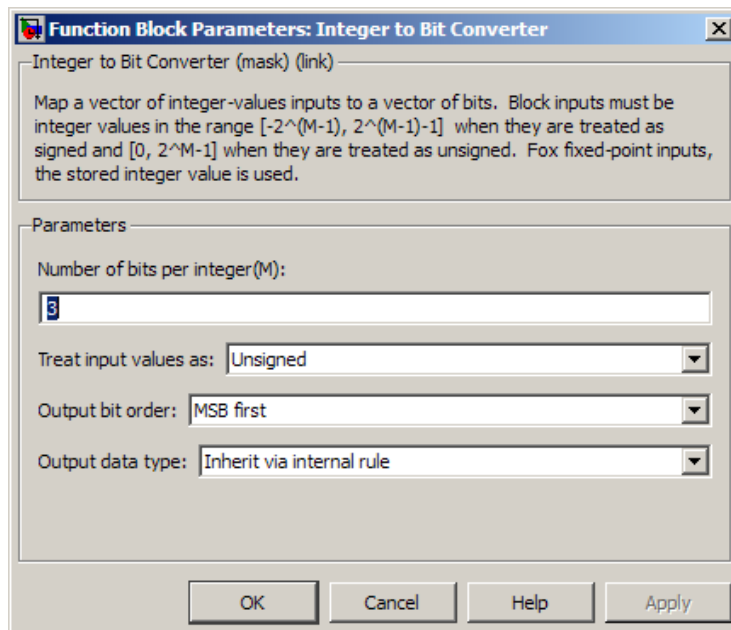 Function Block Parameters: Integer to Bit Converter
Integer to Bit Converter (mask) (link)
Map a vector of integer-values inputs to a vector of bits. Block inputs must be
integer values in the range [-2^(M-1), 2^(M-1)-1] when they are treated as
signed and [0, 2^M-1] when they are treated as unsigned. Fox fixed-point inputs,
the stored integer value is used.
Parameters
Number of bits per integer(M):
3
Treat input values as: Unsigned
Output bit order: MSB first
Output data type: Inherit via internal rule
OK Cancel Help Apply